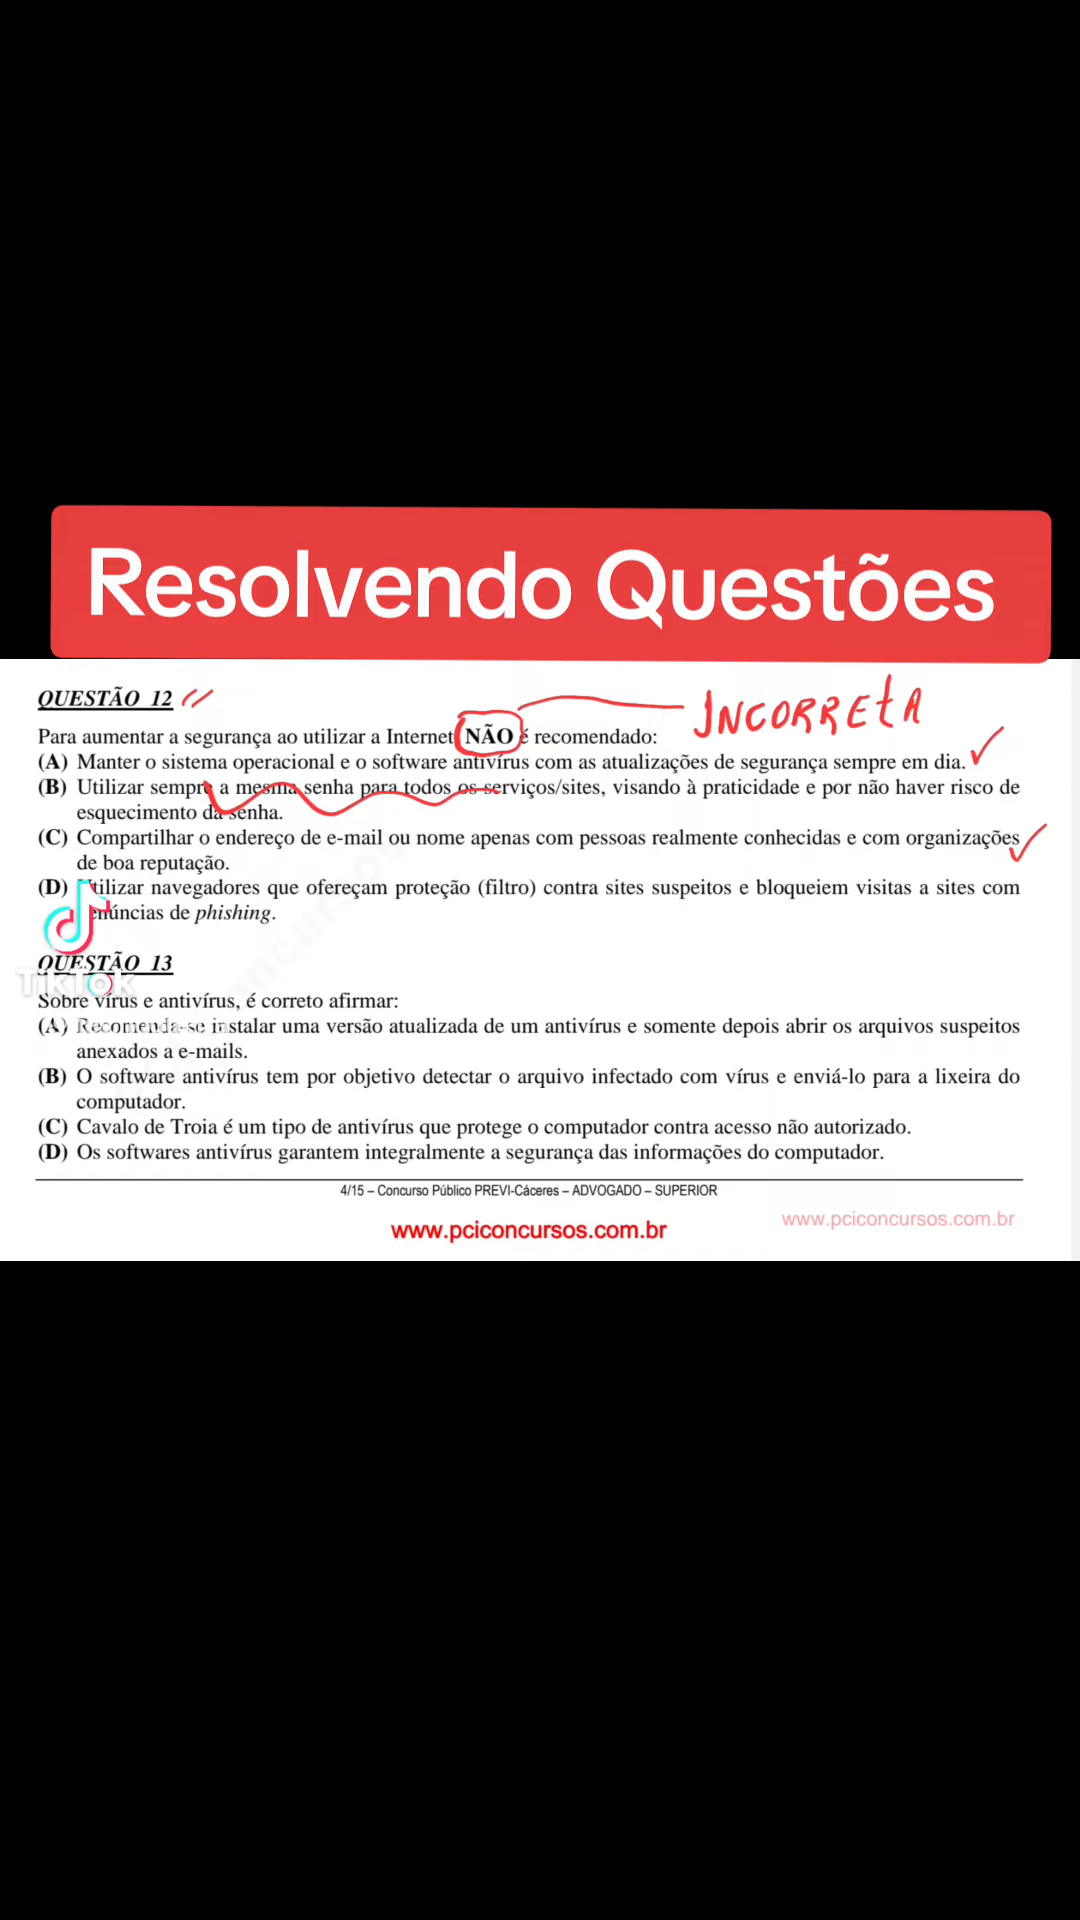 Resolvendo Questões
QUESTÃO 12
INCORREtA
Para aumentar a segurança ao utilizar a Internet NÃO é recomendado:
(A) Manter o sistema operacional e o software antivírus com as atualizações de segurança sempre em dia.
(B) Utilizar sempre a mesma senha para todos os serviços/sites, visando à praticidade e por não haver risco de
esquecimento da senha.
(C) Compartilhar o endereço de e-mail ou nome apenas com pessoas realmente conhecidas e com organizações
de boa reputação.
(D) Utilizar navegadores que ofereçam proteção (filtro) contra sites suspeitos e bloqueiem visitas a sites com
denúncias de phishing.
QUESTÃO 13
TikTok
Sobre vírus e antivírus, é correto afirmar:
(A) Recomenda-se instalar uma versão atualizada de um antivírus e somente depois abrir os arquivos suspeitos
anexados a e-mails.
(B) O software antivírus tem por objetivo detectar o arquivo infectado com vírus e enviá-lo para a lixeira do
computador.
(C) Cavalo de Troia é um tipo de antivírus que protege o computador contra acesso não autorizado.
(D) Os softwares antivírus garantem integralmente a segurança das informações do computador.
4/15 – Concurso Público PREVI-Cáceres – ADVOGADO – SUPERIOR
www.pciconcursos.com.br
www.pciconcursos.com.br